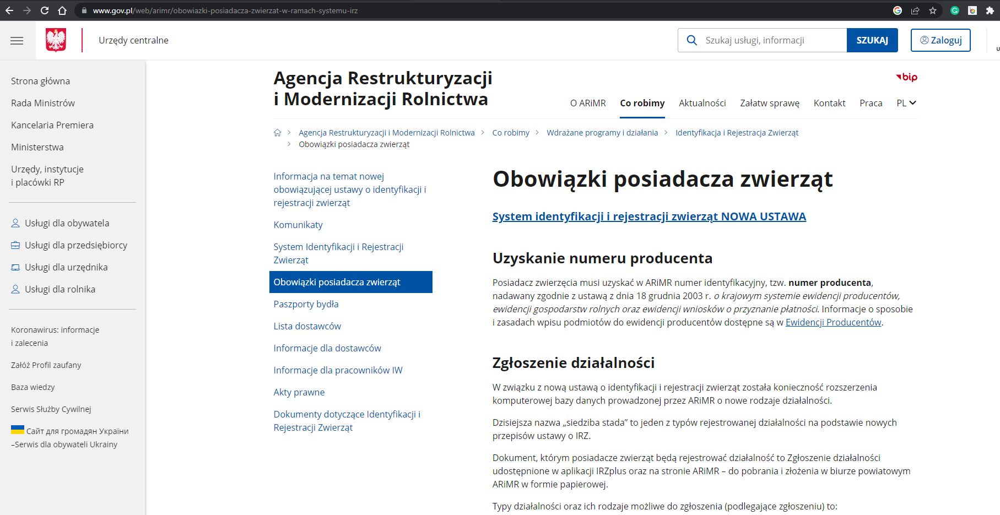 www.gov.pl/web/arimr/obowiazki-posiadacza-zwierzat-w-ramach-systemu-irz
Urzędy centralne
Szukaj usługi, informacji
SZUKAJ
Zaloguj
Strona główna
Rada Ministrów
Kancelaria Premiera
Ministerstwa
Urzędy, instytucje
i placówki RP
Usługi dla obywatela
Usługi dla przedsiębiorcy
Usługi dla urzędnika
Usługi dla rolnika
Koronawirus: informacje
i zalecenia
Załóż Profil zaufany
Baza wiedzy
Serwis Służby Cywilnej
Сайт для громадян України
–Serwis dla obywateli Ukrainy
Agencja Restrukturyzacji
i Modernizacji Rolnictwa
bip
O ARiMR Co robimy Aktualności Załatw sprawę Kontakt Praca PL
Agencja Restrukturyzacji i Modernizacji Rolnictwa > Co robimy > Wdrażane programy i działania > Identyfikacja i Rejestracja Zwierząt
> Obowiązki posiadacza zwierząt
Informacja na temat nowej
obowiązującej ustawy o identyfikacji i
rejestracji zwierząt
Komunikaty
System Identyfikacji i Rejestracji
Zwierząt
Obowiązki posiadacza zwierząt
Paszporty bydła
Lista dostawców
Informacje dla dostawców
Informacje dla pracowników IW
Akty prawne
Dokumenty dotyczące Identyfikacji i
Rejestracji Zwierząt
Obowiązki posiadacza zwierząt
System identyfikacji i rejestracji zwierząt NOWA USTAWA
Uzyskanie numeru producenta
Posiadacz zwierzęcia musi uzyskać w ARiMR numer identyfikacyjny, tzw. numer producenta,
nadawany zgodnie z ustawą z dnia 18 grudnia 2003 r. o krajowym systemie ewidencji producentów,
ewidencji gospodarstw rolnych oraz ewidencji wniosków o przyznanie płatności. Informacje o sposobie
i zasadach wpisu podmiotów do ewidencji producentów dostępne są w Ewidencji Producentów.
Zgłoszenie działalności
W związku z nową ustawą o identyfikacji i rejestracji zwierząt została konieczność rozszerzenia
komputerowej bazy danych prowadzonej przez ARiMR o nowe rodzaje działalności.
Dzisiejsza nazwa „siedziba stada” to jeden z typów rejestrowanej działalności na podstawie nowych
przepisów ustawy o IRZ.
Dokument, którym posiadacze zwierząt będą rejestrować działalność to Zgłoszenie działalności
udostępnione w aplikacji IRZplus oraz na stronie ARiMR – do pobrania i złożenia w biurze powiatowym
ARiMR w formie papierowej.
Typy działalności oraz ich rodzaje możliwe do zgłoszenia (podlegające zgłoszeniu) to: